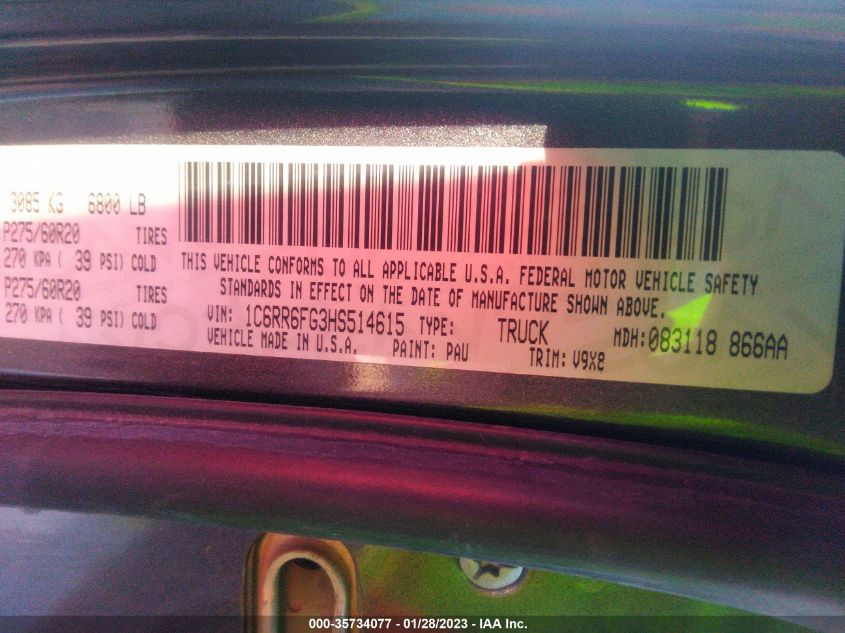 3085 KG 6800 LB
P275/60R20 TIRES
270 KPA ( 39 PSI) COLD
P275/60R20 TIRES
270 KPA ( 39 PSI) COLD
THIS VEHICLE CONFORMS TO ALL APPLICABLE U.S.A. FEDERAL MOTOR VEHICLE SAFETY
STANDARDS IN EFFECT ON THE DATE OF MANUFACTURE SHOWN ABOVE.
VIN: 1C6RR6FG3HS514615 TYPE: TRUCK MDH: 083118 866AA
VEHICLE MADE IN U.S.A. PAINT: PAU TRIM: V9X8
000-35734077 - 01/28/2023 - IAA Inc.